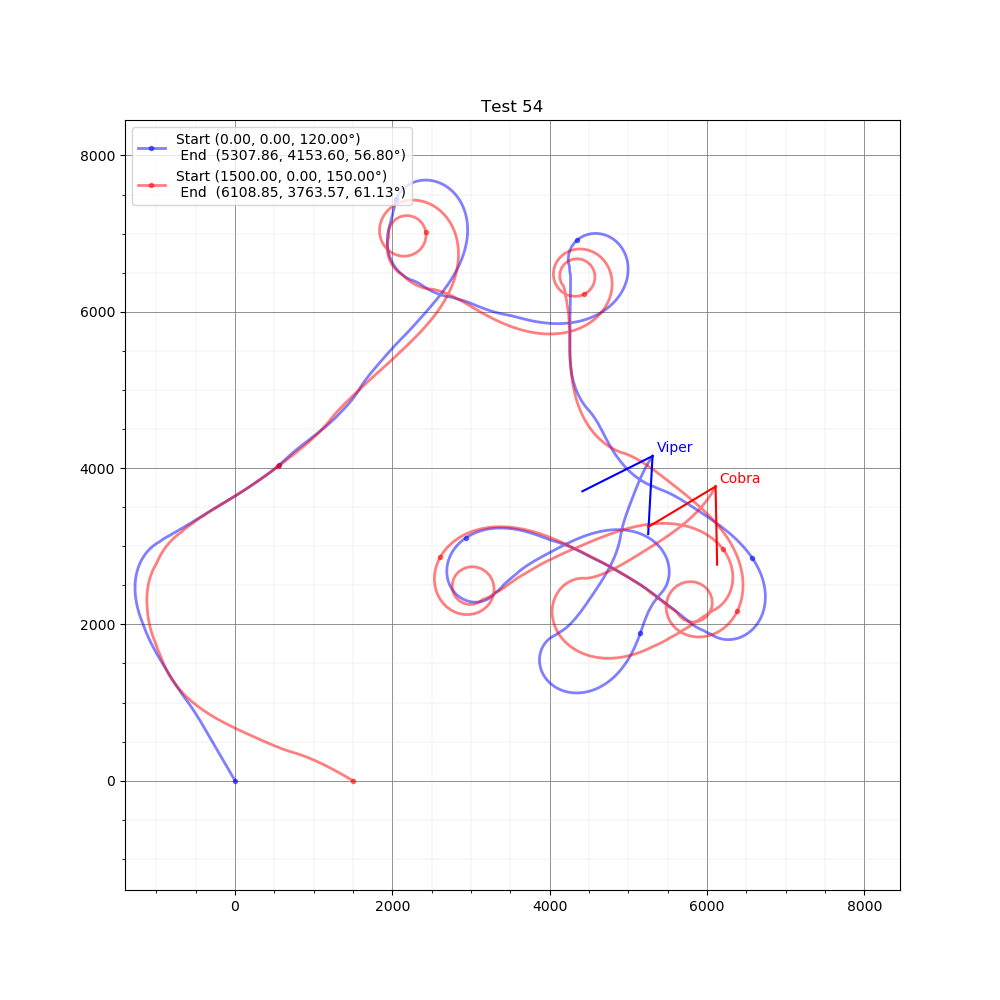 Test 54
Start (0.00, 0.00, 120.00°)
End (5307.86, 4153.60, 56.80°)
Start (1500.00, 0.00, 150.00°)
End (6108.85, 3763.57, 61.13°)
8000
6000
4000
2000
0
Viper
Cobra
0 2000 4000 6000 8000